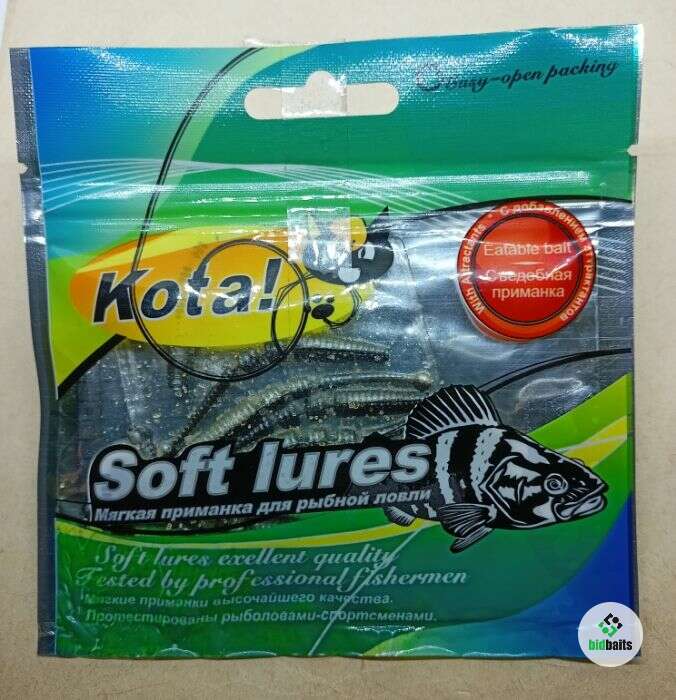 easy-open packing
With Attractants • С добавлением аттрактантов
Eatable bait
Съедобная
приманка
Kota!
Soft lures
Мягкая приманка для рыбной ловли
Soft lures exellent quality
Tested by professional fishermen
Мягкие приманки высочайшего качества.
Протестированы рыболовами-спортсменами.
bidbaits